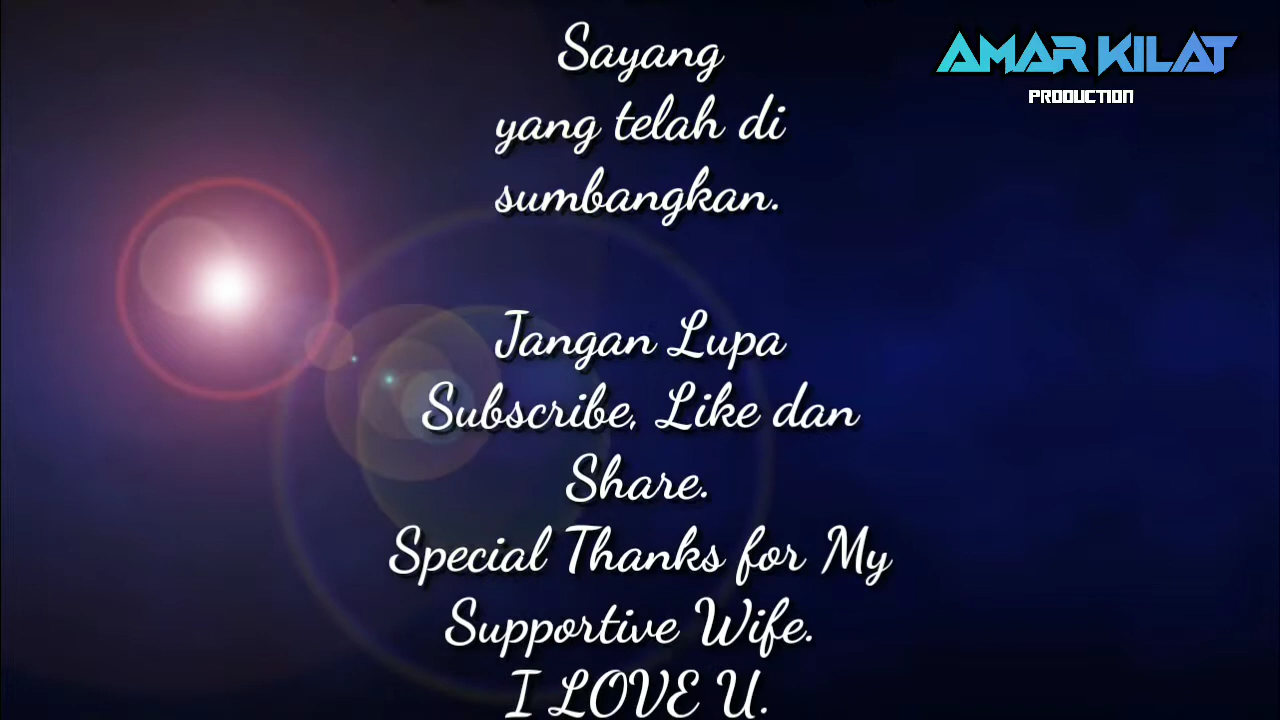 Sayang
yang telah di
sumbangkan.
Jangan Lupa
Subscribe, Like dan
Share.
Special Thanks for My
Supportive Wife.
I LOVE U.
AMAR KILAT
PRODUCTION